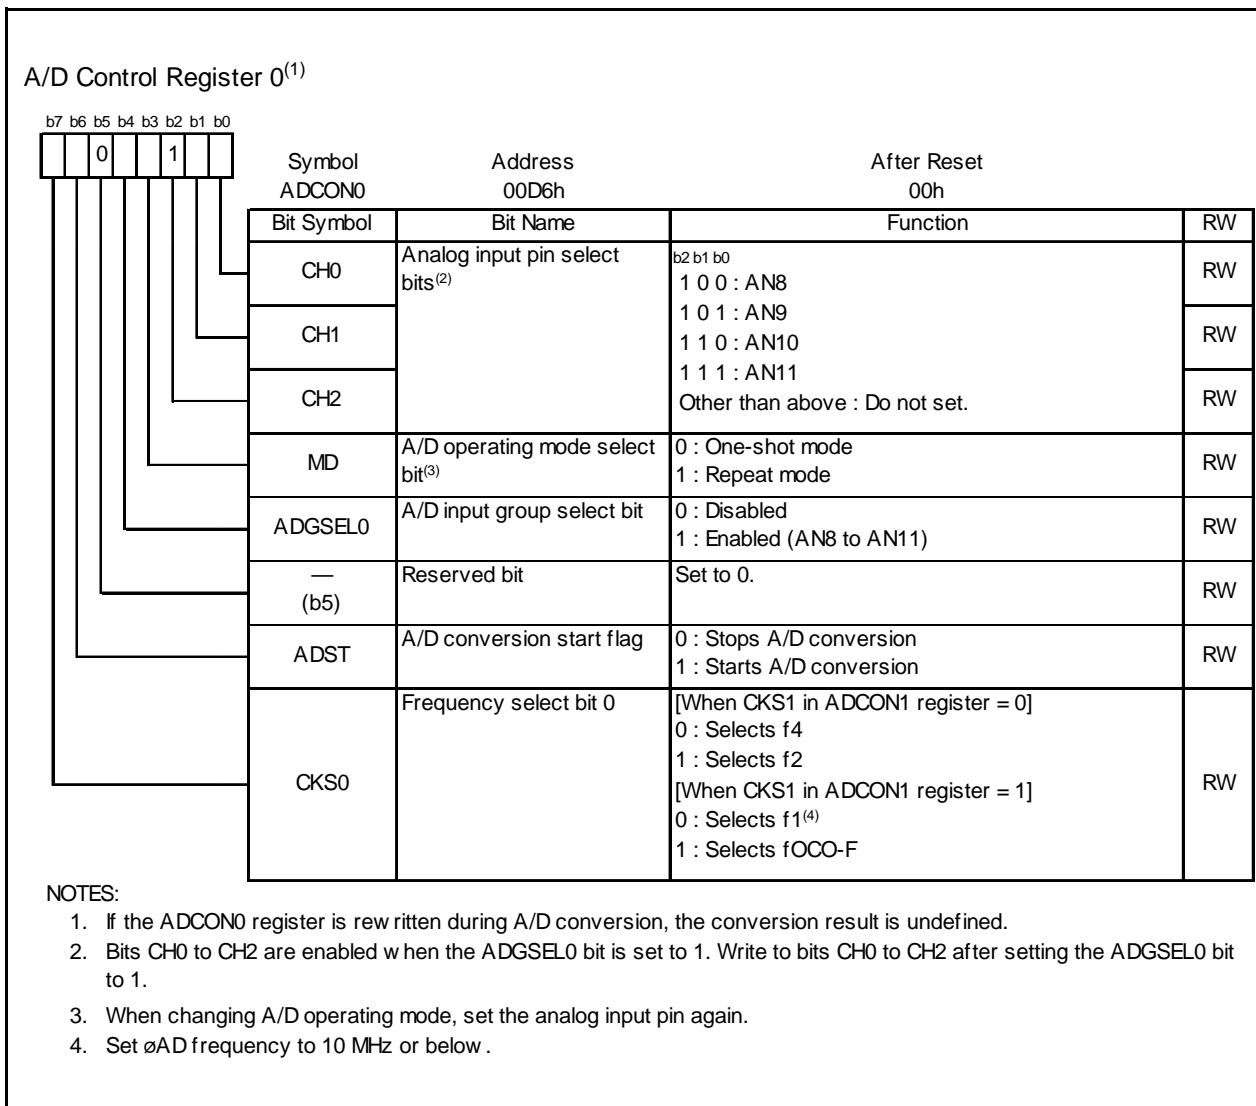 A/D Control Register 0(1)
b7 b6 b5 b4 b3 b2 b1 b0
0 1
Symbol Address After Reset
ADCON0 00D6h 00h
Bit Symbol Bit Name Function RW
CH0 Analog input pin select bits(2) b2 b1 b0 RW
1 0 0 : AN8
1 0 1 : AN9
CH1 1 1 0 : AN10 RW
1 1 1 : AN11
CH2 Other than above : Do not set. RW
MD A/D operating mode select bit(3) 0 : One-shot mode RW
1 : Repeat mode
ADGSEL0 A/D input group select bit 0 : Disabled RW
1 : Enabled (AN8 to AN11)
— Reserved bit Set to 0. RW
(b5)
ADST A/D conversion start flag 0 : Stops A/D conversion RW
1 : Starts A/D conversion
CKS0 Frequency select bit 0 [When CKS1 in ADCON1 register = 0] RW
0 : Selects f4
1 : Selects f2
[When CKS1 in ADCON1 register = 1]
0 : Selects f1(4)
1 : Selects fOCO-F
NOTES:
1. If the ADCON0 register is rewritten during A/D conversion, the conversion result is undefined.
2. Bits CH0 to CH2 are enabled when the ADGSEL0 bit is set to 1. Write to bits CH0 to CH2 after setting the ADGSEL0 bit
to 1.
3. When changing A/D operating mode, set the analog input pin again.
4. Set øAD frequency to 10 MHz or below.